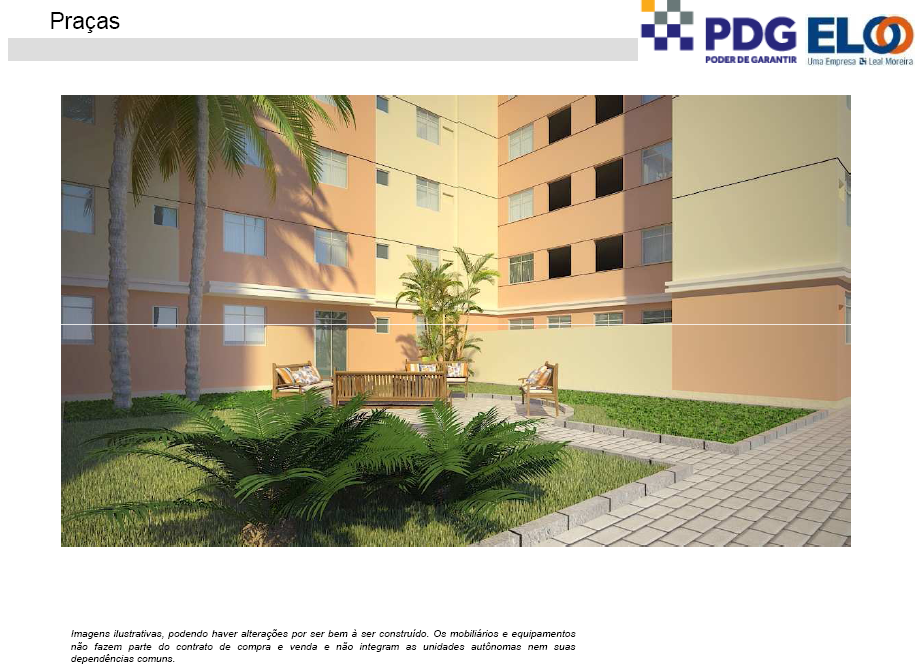 Praças
PDG
PODER DE GARANTIR
ELO
Uma Empresa Leal Moreira
Imagens ilustrativas, podendo haver alterações por ser bem à ser construído. Os mobiliários e equipamentos
não fazem parte do contrato de compra e venda e não integram as unidades autônomas nem suas
dependências comuns.